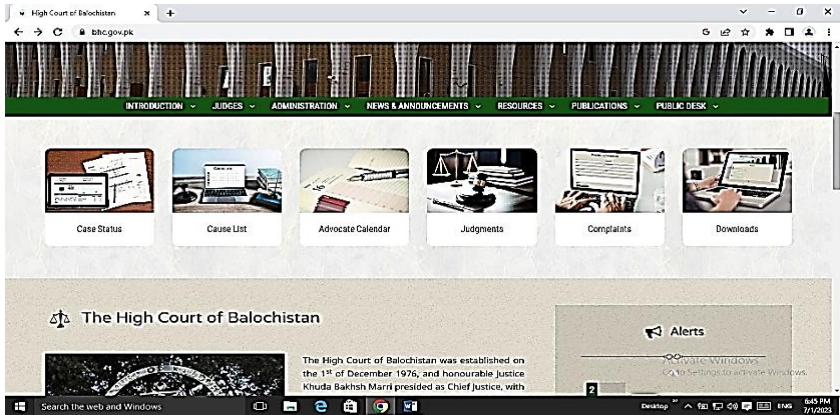 High Court of Balochistan
bhc.gov.pk
INTRODUCTION JUDGES ADMINISTRATION NEWS & ANNOUNCEMENTS RESOURCES PUBLICATIONS PUBLIC DESK
Case Status Cause List Advocate Calendar Judgments Complaints Downloads
The High Court of Balochistan
The High Court of Balochistan was established on
the 1st of December 1976, and honourable Justice
Khuda Bakhsh Marri presided as Chief Justice, with
Alerts
Activate Windows
Go to Settings to activate Windows.
2
Search the web and Windows
Desktop
ENG
6:45 PM